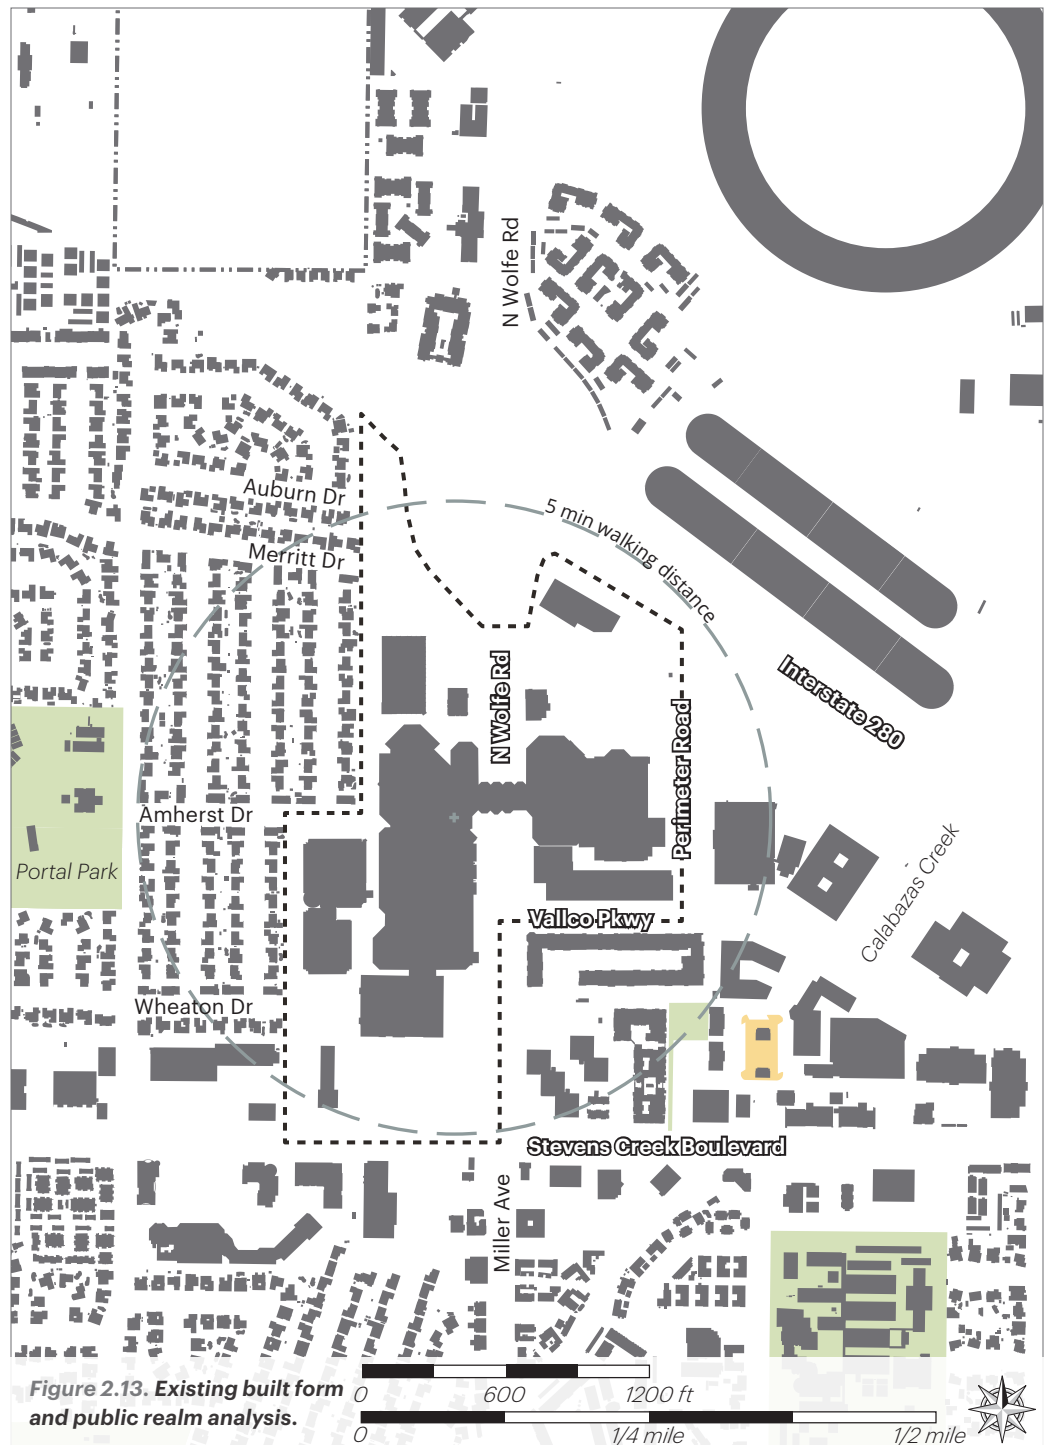 N Wolfe Rd
Auburn Dr
5 min walking distance
Merritt Dr
N Wolfe Rd
Interstate 280
Perimeter Road
Amherst Dr
Portal Park
Calabazas Creek
Vallco Pkwy
Wheaton Dr
Stevens Creek Boulevard
Miller Ave
Figure 2.13. Existing built form
and public realm analysis.
0 600 1200 ft
0 1/4 mile 1/2 mile